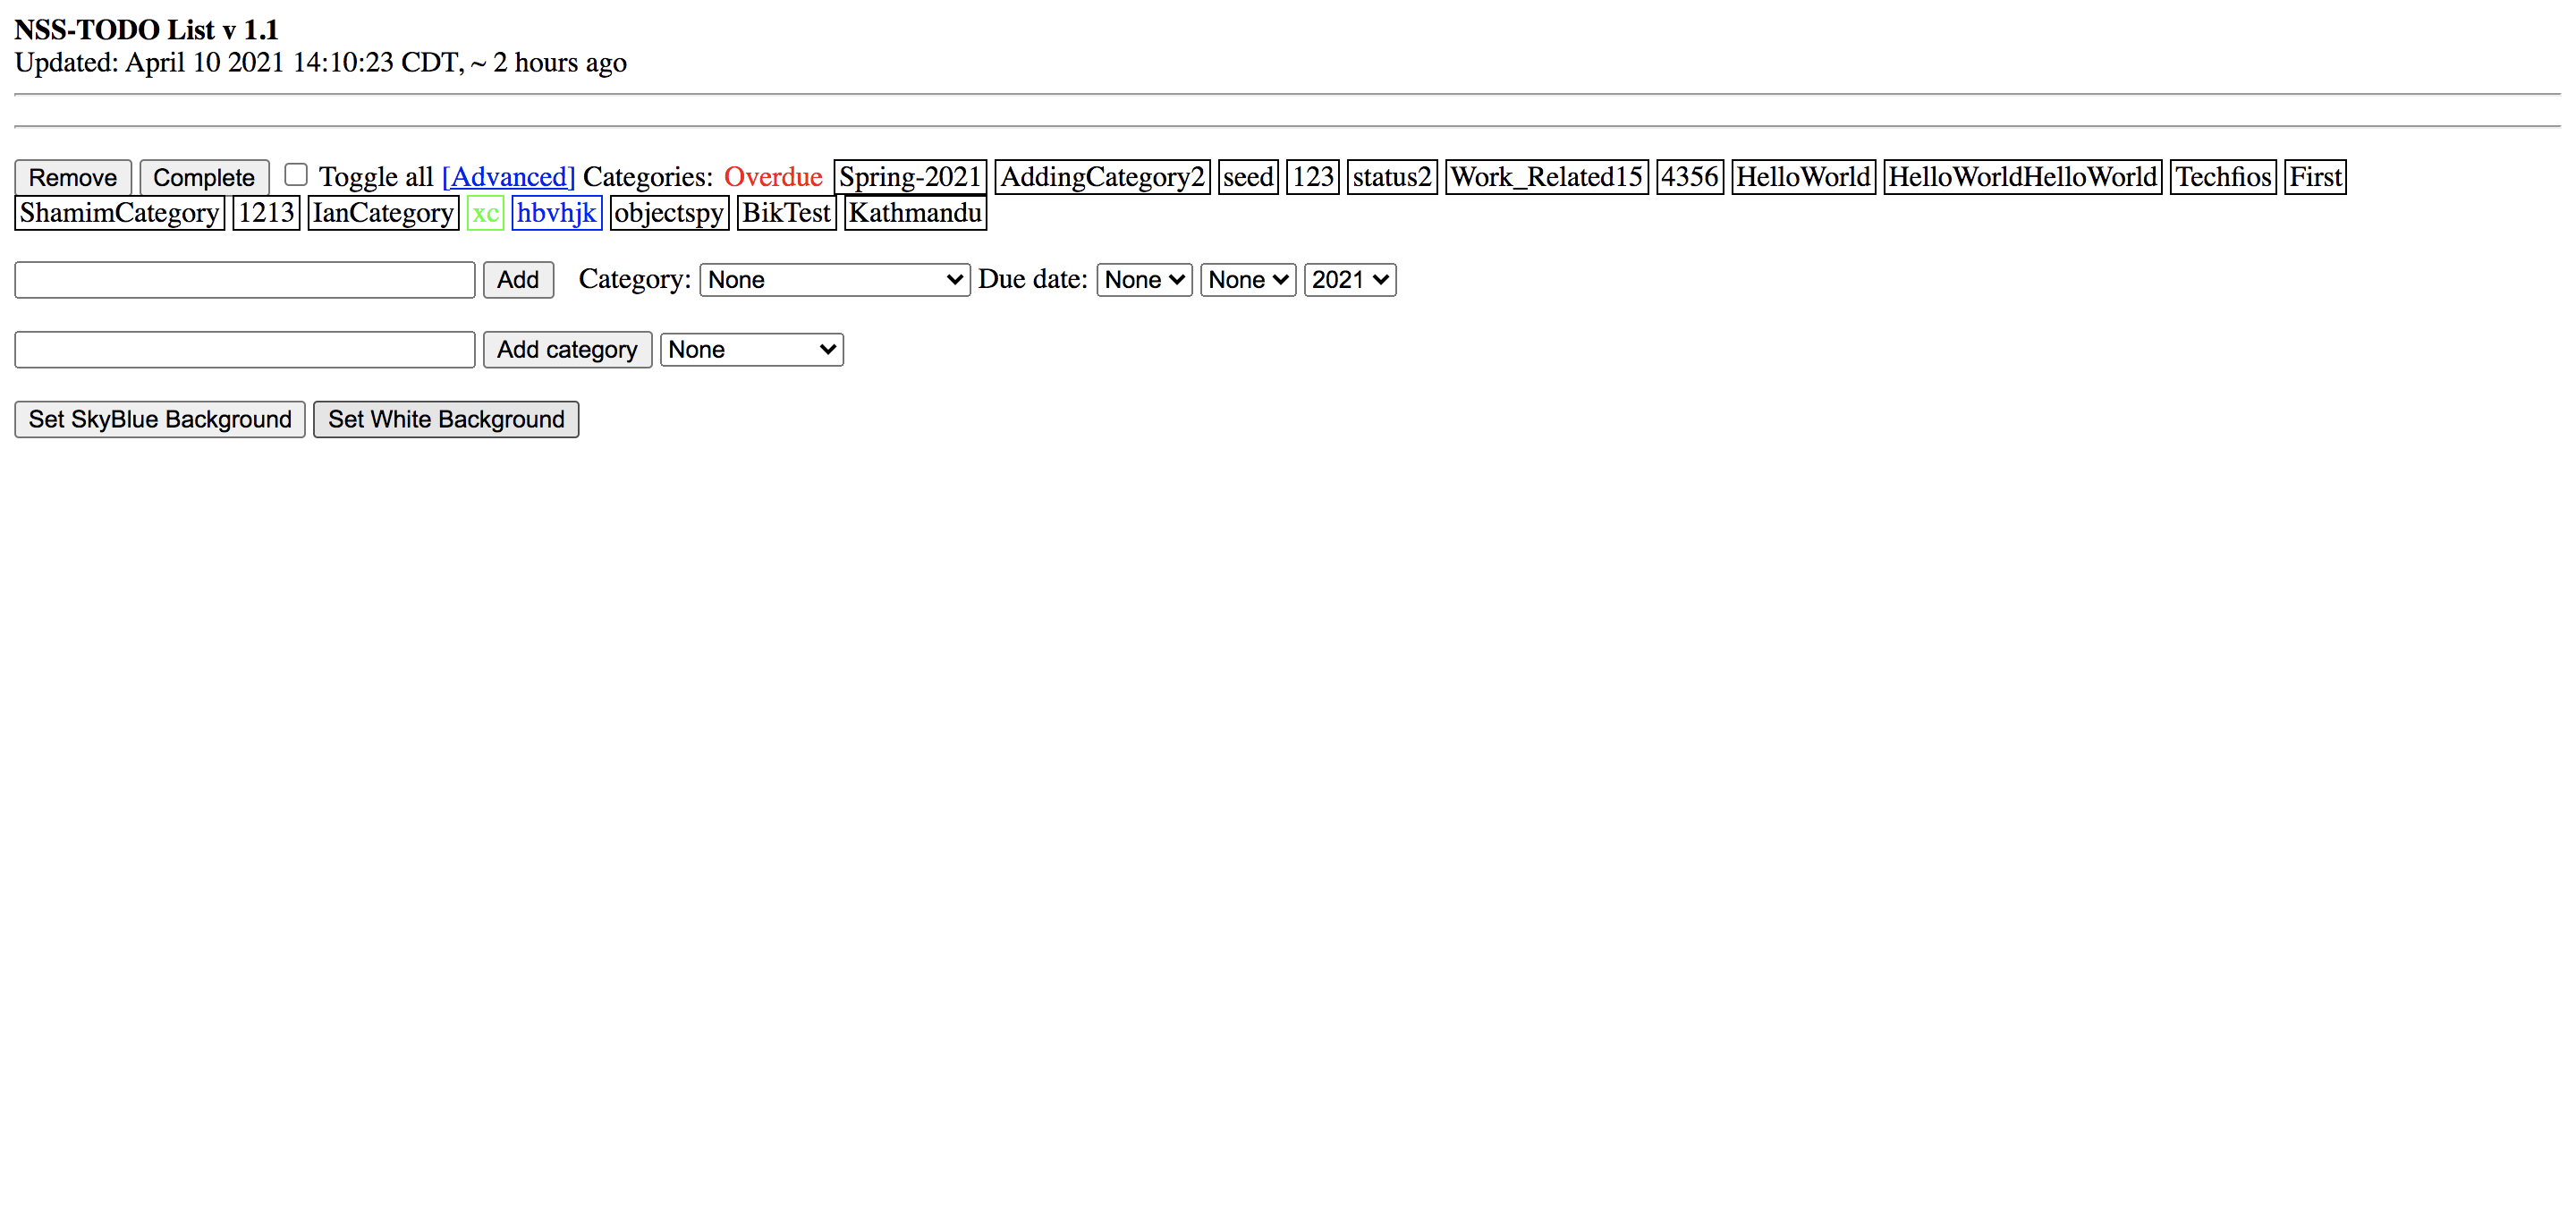 NSS-TODO List v 1.1
Updated: April 10 2021 14:10:23 CDT, ~ 2 hours ago
Remove Complete Toggle all [Advanced] Categories: Overdue Spring-2021 AddingCategory2 seed 123 status2 Work_Related15 4356 HelloWorld HelloWorldHelloWorld Techfios First
ShamimCategory 1213 IanCategory xc hbvhjk objectspy BikTest Kathmandu
Add Category: None Due date: None None 2021
Add category None
Set SkyBlue Background Set White Background